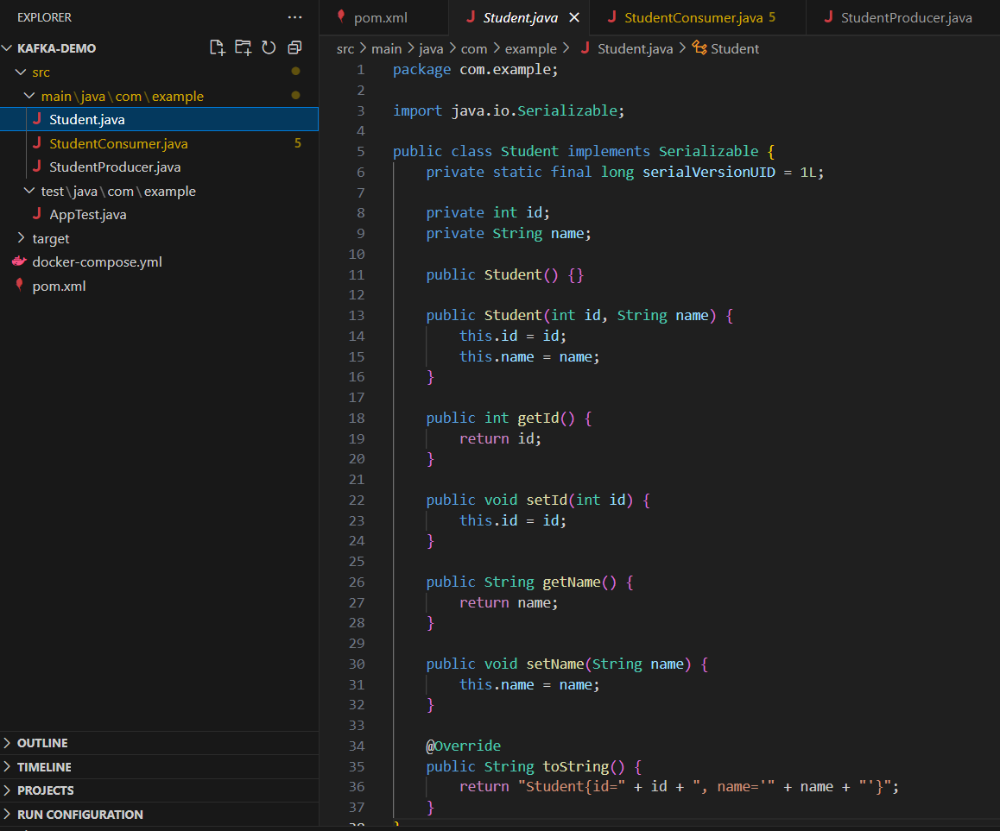 EXPLORER
KAFKA-DEMO
src
main\java\com\example
Student.java
StudentConsumer.java 5
StudentProducer.java
test\java\com\example
AppTest.java
target
docker-compose.yml
pom.xml
OUTLINE
TIMELINE
PROJECTS
RUN CONFIGURATION
pom.xml Student.java StudentConsumer.java 5 StudentProducer.java
src > main > java > com > example > Student.java > Student
1 package com.example;
2
3 import java.io.Serializable;
4
5 public class Student implements Serializable {
6 private static final long serialVersionUID = 1L;
7
8 private int id;
9 private String name;
10
11 public Student() {}
12
13 public Student(int id, String name) {
14 this.id = id;
15 this.name = name;
16 }
17
18 public int getId() {
19 return id;
20 }
21
22 public void setId(int id) {
23 this.id = id;
24 }
25
26 public String getName() {
27 return name;
28 }
29
30 public void setName(String name) {
31 this.name = name;
32 }
33
34 @Override
35 public String toString() {
36 return "Student{id=" + id + ", name='" + name + "'}";
37 }
38 }